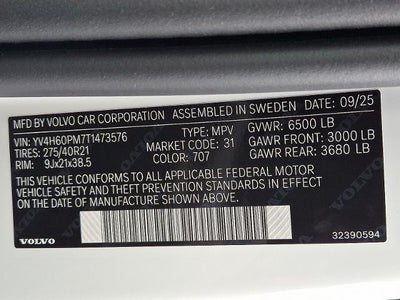 MFD BY VOLVO CAR CORPORATION ASSEMBLED IN SWEDEN DATE: 09/25
VIN: YV4H60PM7T1473576 TYPE: MPV GVWR: 6500 LB
TIRES: 275/40R21 MARKET CODE: 31 GAWR FRONT: 3000 LB
RIM: 9Jx21x38.5 COLOR: 707 GAWR REAR: 3680 LB
THIS VEHICLE CONFORMS TO ALL APPLICABLE FEDERAL MOTOR
VEHICLE SAFETY AND THEFT PREVENTION STANDARDS IN EFFECT
ON THE DATE OF MANUFACTURE SHOWN ABOVE.
VOLVO 32390594